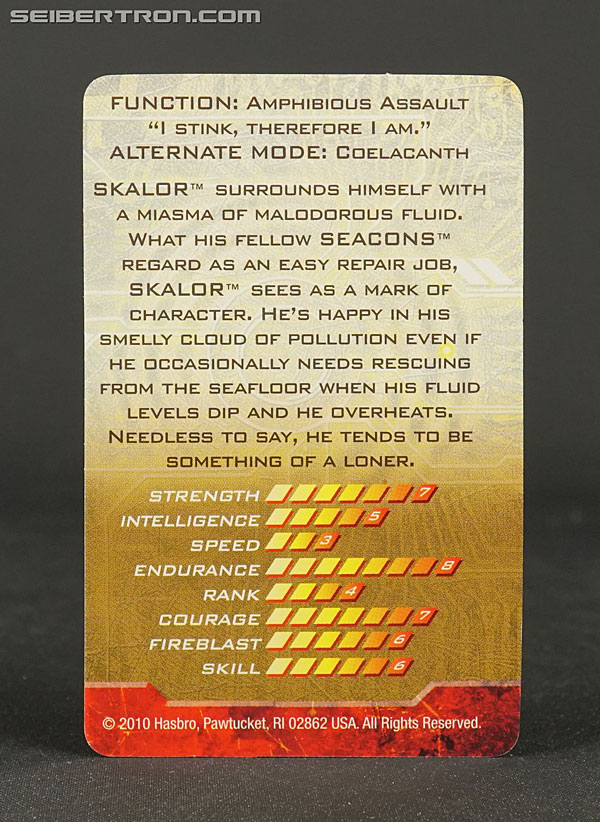 SEIBERTRON.COM
FUNCTION: AMPHIBIOUS ASSAULT
“I STINK, THEREFORE I AM.”
ALTERNATE MODE: COELACANTH
SKALOR™ SURROUNDS HIMSELF WITH
A MIASMA OF MALODOROUS FLUID.
WHAT HIS FELLOW SEACONS™
REGARD AS AN EASY REPAIR JOB,
SKALOR™ SEES AS A MARK OF
CHARACTER. HE’S HAPPY IN HIS
SMELLY CLOUD OF POLLUTION EVEN IF
HE OCCASIONALLY NEEDS RESCUING
FROM THE SEAFLOOR WHEN HIS FLUID
LEVELS DIP AND HE OVERHEATS.
NEEDLESS TO SAY, HE TENDS TO BE
SOMETHING OF A LONER.
STRENGTH 7
INTELLIGENCE 5
SPEED 3
ENDURANCE 8
RANK 4
COURAGE 7
FIREBLAST 6
SKILL 6
© 2010 Hasbro, Pawtucket, RI 02862 USA. All Rights Reserved.